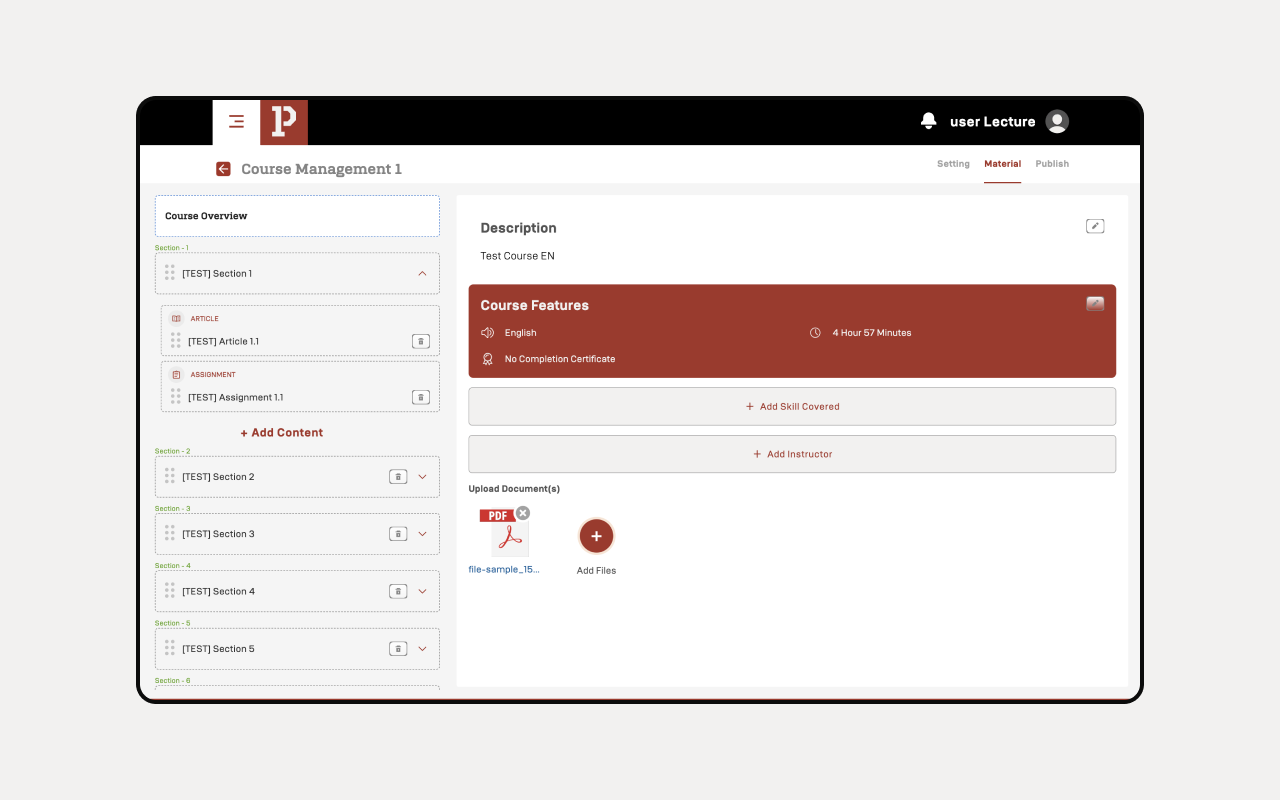 P
user Lecture
Course Management 1
Setting
Material
Publish
Course Overview
Section - 1
[TEST] Section 1
ARTICLE
[TEST] Article 1.1
ASSIGNMENT
[TEST] Assignment 1.1
+ Add Content
Section - 2
[TEST] Section 2
Section - 3
[TEST] Section 3
Section - 4
[TEST] Section 4
Section - 5
[TEST] Section 5
Section - 6
Description
Test Course EN
Course Features
English
4 Hour 57 Minutes
No Completion Certificate
+ Add Skill Covered
+ Add Instructor
Upload Document(s)
PDF
file-sample_15...
Add Files